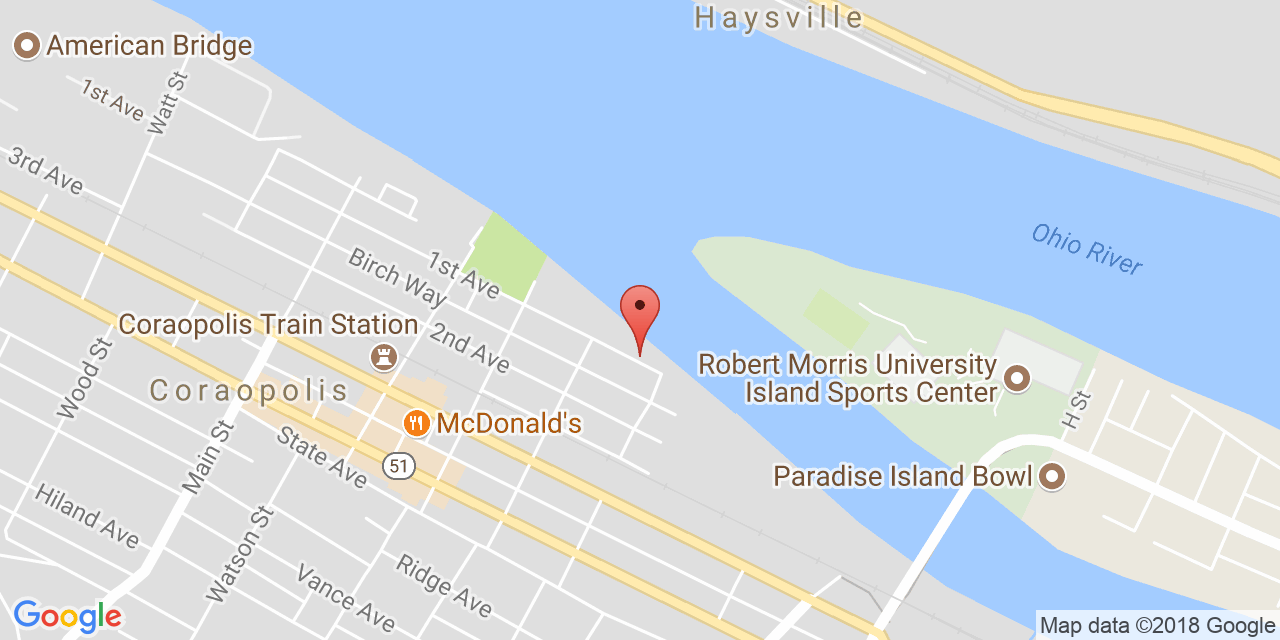 Haysville
American Bridge
1st Ave
Watt St
3rd Ave
Ohio River
1st Ave
Birch Way
Coraopolis Train Station
2nd Ave
Wood St
Robert Morris University
Island Sports Center
Coraopolis
H St
McDonald's
Main St
State Ave
51
Paradise Island Bowl
Hiland Ave
Watson St
Ridge Ave
Vance Ave
Google
Map data ©2018 Google